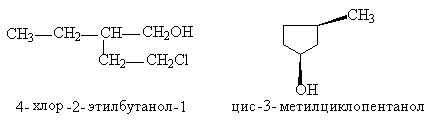 CH₃— CH₂—CH—CH₂OH
CH₂—CH₂Cl
4- хлор -2- этилбутанол-1
CH₃
OH
цис-3- метилциклопентанол